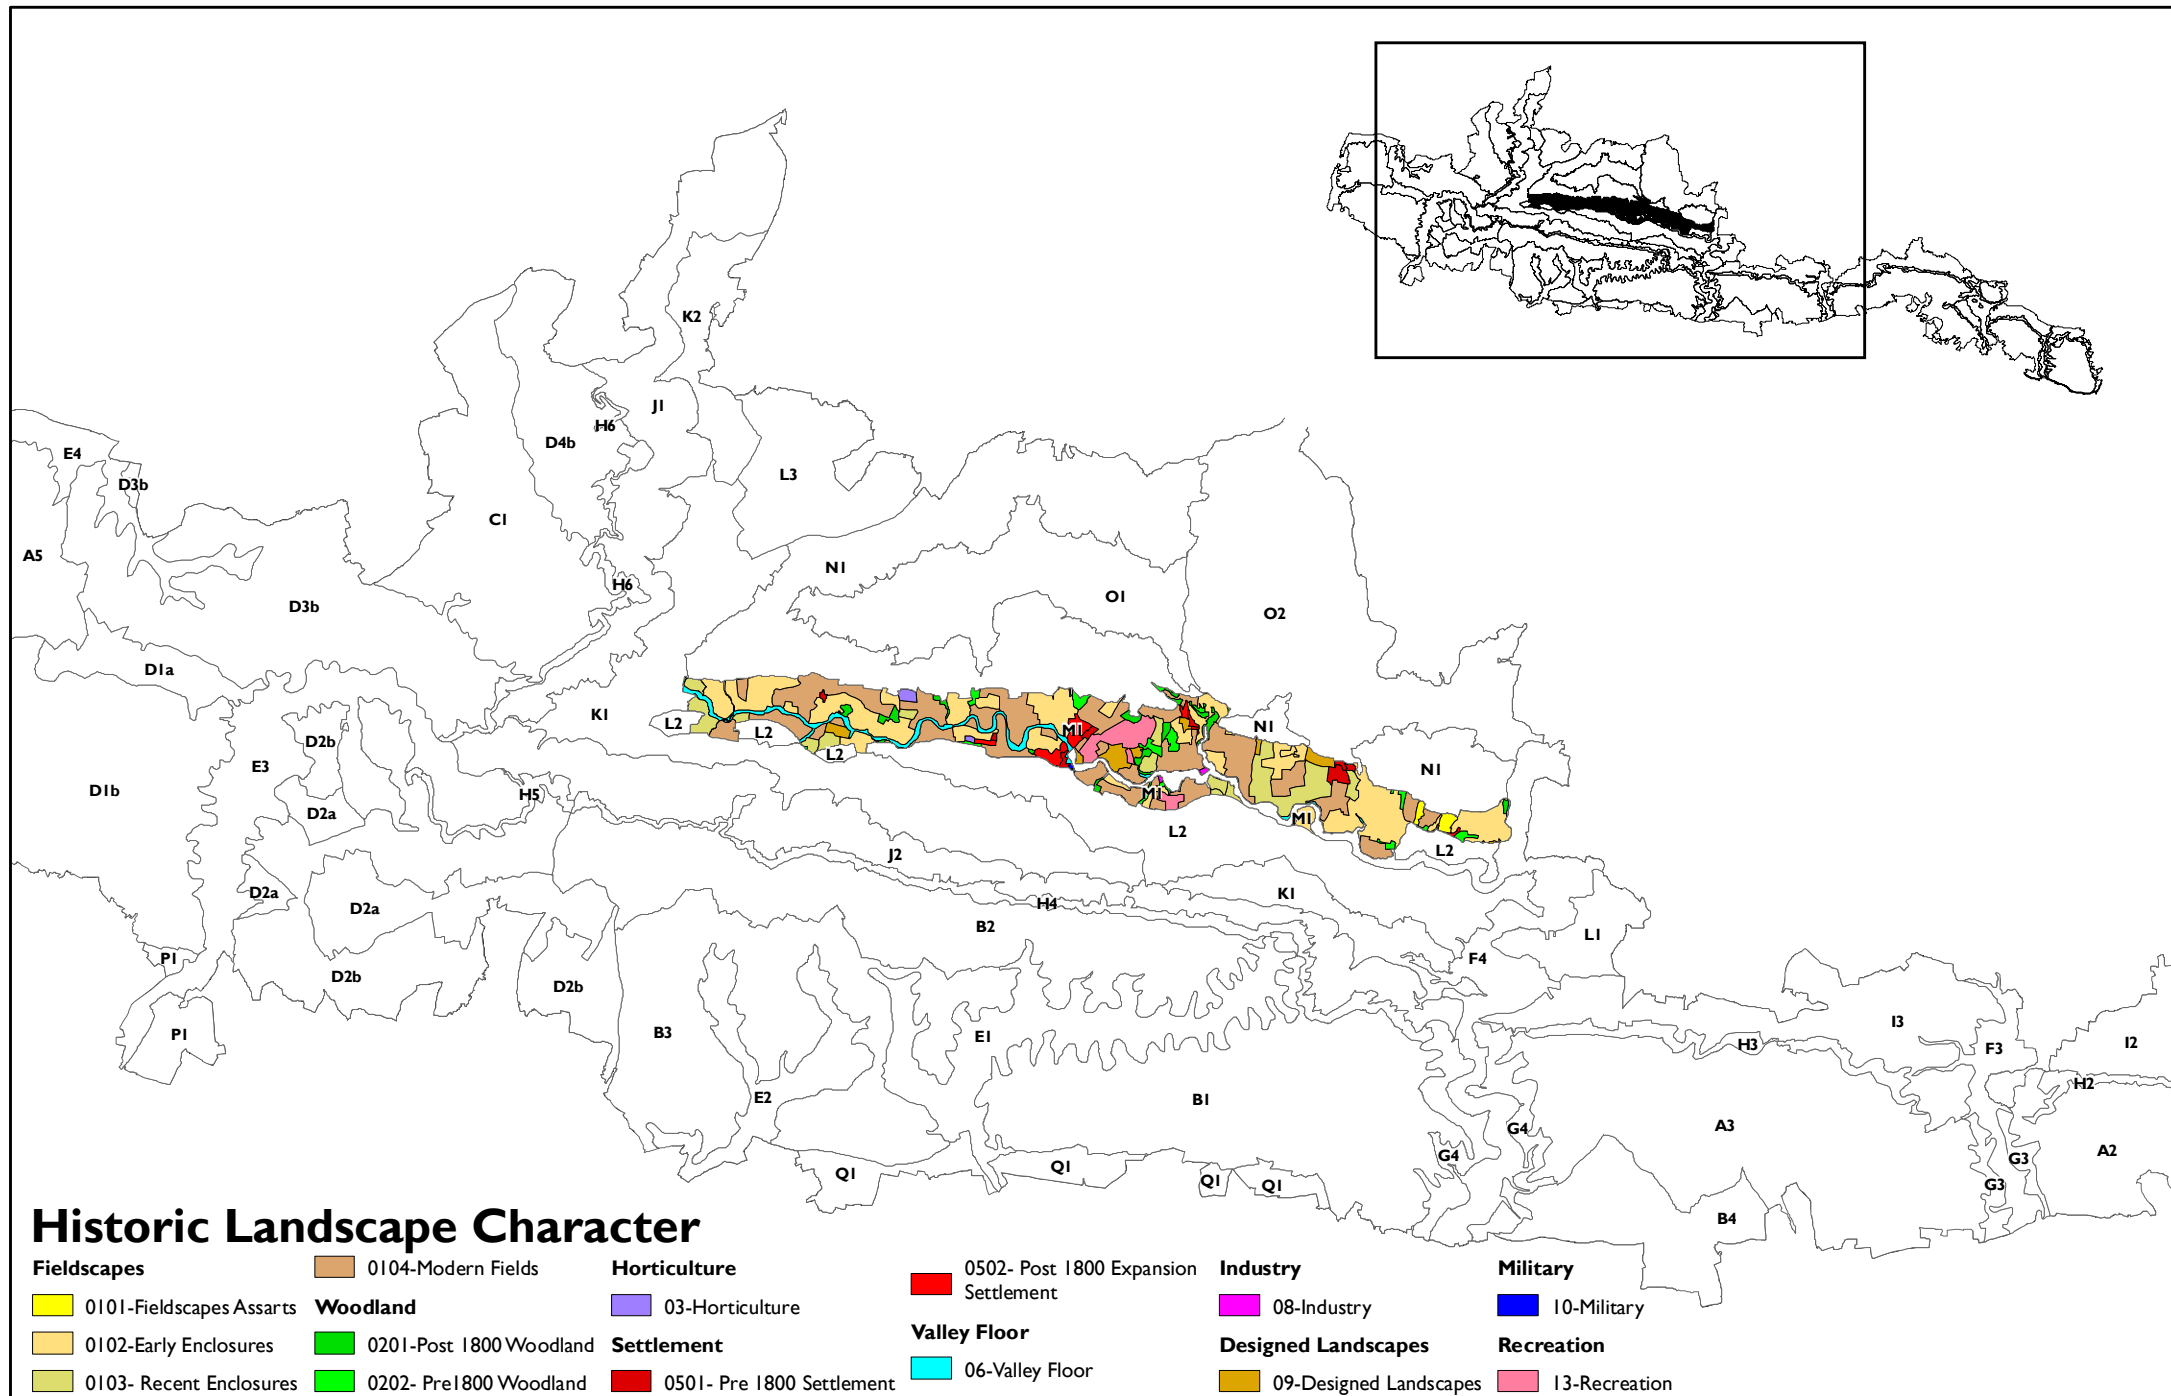 K2
J1
H6
D4b
E4
L3
D3b
C1
A5
N1
H6
O1
D3b
O2
D1a
K1
L2
L2
M1
N1
D2b
L2
E3
N1
D1b
H5
M1
D2a
M1
L2
L2
J2
D2a
K1
D2a
H4
B2
L1
P1
F4
D2b
D2b
I3
B3
P1
E1
H3
F3
I2
H2
E2
B1
A3
G4
A2
G4
G3
Q1
Q1
Q1
Q1
G3
B4
Historic Landscape Character
Fieldscapes
0101-Fieldscapes Assarts
0102-Early Enclosures
0103- Recent Enclosures
0104-Modern Fields
Woodland
0201-Post 1800 Woodland
0202- Pre1800 Woodland
Horticulture
03-Horticulture
Settlement
0501- Pre 1800 Settlement
0502- Post 1800 Expansion
Settlement
Valley Floor
06-Valley Floor
Industry
08-Industry
Designed Landscapes
09-Designed Landscapes
Military
10-Military
Recreation
13-Recreation